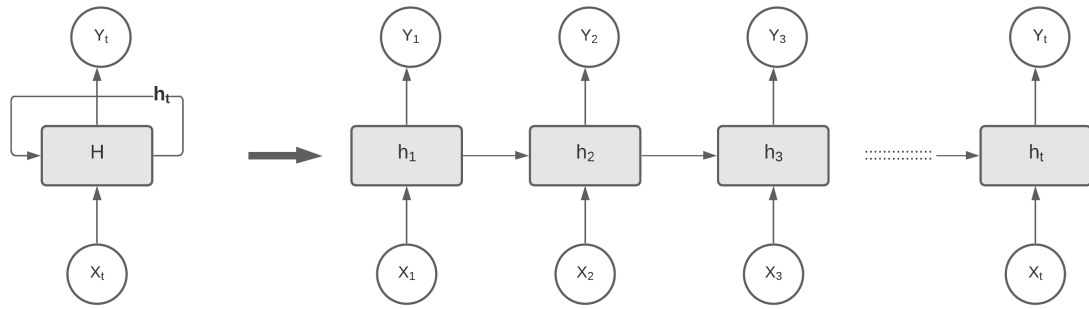 Yₜ Y₁ Y₂ Y₃ Yₜ
hₜ
H h₁ h₂ h₃ hₜ
Xₜ X₁ X₂ X₃ Xₜ